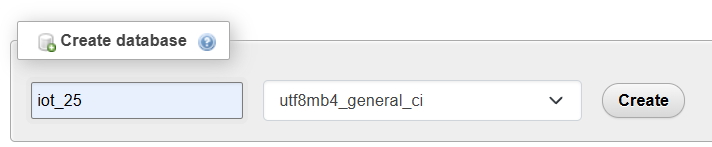 Create database
iot_25
utf8mb4_general_ci
Create